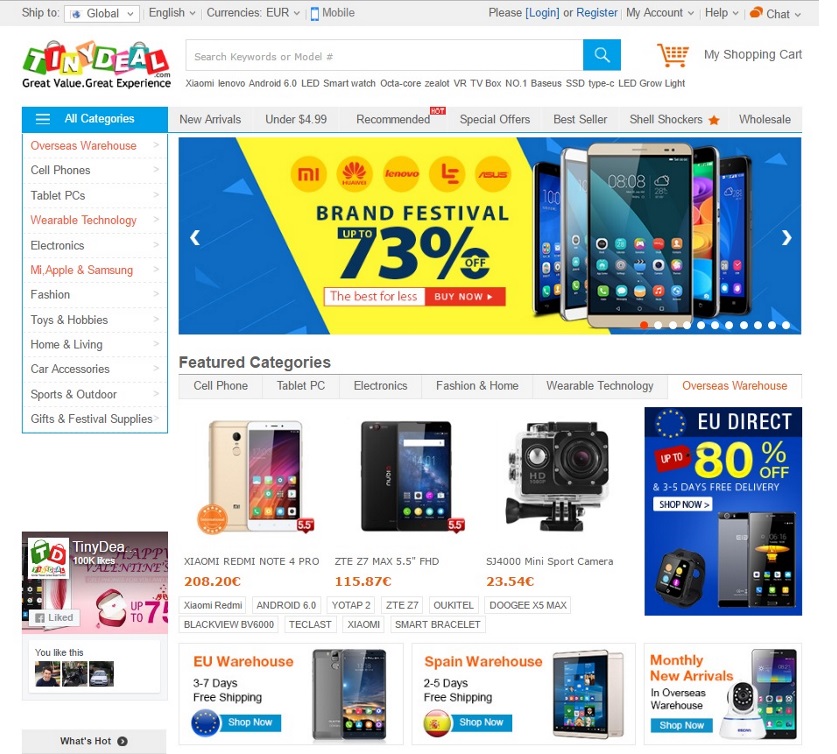 Ship to: Global English Currencies: EUR Mobile Please [Login] or Register My Account Help Chat
TINYDEAL.com
Great Value.Great Experience
Search Keywords or Model #
My Shopping Cart
Xiaomi lenovo Android 6.0 LED Smart watch Octa-core zealot VR TV Box NO.1 Baseus SSD type-c LED Grow Light
All Categories
New Arrivals Under $4.99 Recommended HOT Special Offers Best Seller Shell Shockers Wholesale
Overseas Warehouse >
Cell Phones >
Tablet PCs >
Wearable Technology >
Electronics >
Mi,Apple & Samsung >
Fashion >
Toys & Hobbies >
Home & Living >
Car Accessories >
Sports & Outdoor >
Gifts & Festival Supplies >
mi HUAWEI lenovo LE ASUS
BRAND FESTIVAL
UP TO 73% OFF
The best for less BUY NOW
08:08
Featured Categories
Cell Phone Tablet PC Electronics Fashion & Home Wearable Technology Overseas Warehouse
5.5"
XIAOMI REDMI NOTE 4 PRO
208.20€
nubia
5.5"
ZTE Z7 MAX 5.5" FHD
115.87€
HD
SJ4000 Mini Sport Camera
23.54€
EU DIRECT
UP TO 80% OFF
& 3-5 DAYS FREE DELIVERY
SHOP NOW >
Xiaomi Redmi ANDROID 6.0 YOTAP 2 ZTE Z7 OUKITEL DOOGEE X5 MAX
BLACKVIEW BV6000 TECLAST XIAOMI SMART BRACELET
TinyDea...
100K likes
HAPPY
VALENTINE'S
UP TO 75
Liked
You like this
What's Hot
EU Warehouse
3-7 Days
Free Shipping
Shop Now
Spain Warehouse
2-5 Days
Free Shipping
Shop Now
Monthly
New Arrivals
In Overseas
Warehouse
Shop Now